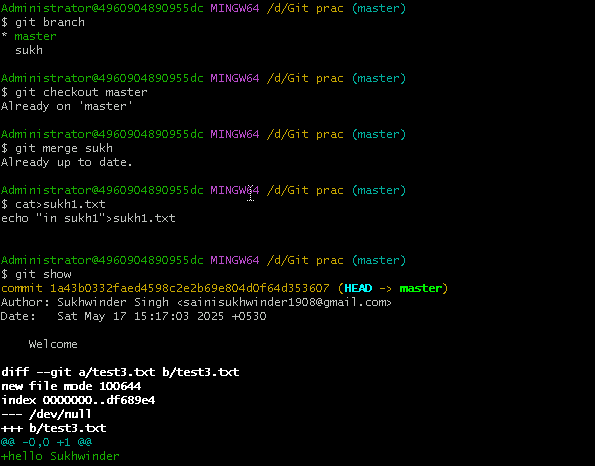 Administrator@4960904890955dc MINGW64 /d/Git prac (master)
$ git branch
* master
  sukh
Administrator@4960904890955dc MINGW64 /d/Git prac (master)
$ git checkout master
Already on 'master'
Administrator@4960904890955dc MINGW64 /d/Git prac (master)
$ git merge sukh
Already up to date.
Administrator@4960904890955dc MINGW64 /d/Git prac (master)
$ cat>sukh1.txt
echo "in sukh1">sukh1.txt
Administrator@4960904890955dc MINGW64 /d/Git prac (master)
$ git show
commit 1a43b0332faed4598c2e2b69e804d0f64d353607 (HEAD -> master)
Author: Sukhwinder Singh <sainisukhwinder1908@gmail.com>
Date:   Sat May 17 15:17:03 2025 +0530
    Welcome
diff --git a/test3.txt b/test3.txt
new file mode 100644
index 0000000..df689e4
--- /dev/null
+++ b/test3.txt
@@ -0,0 +1 @@
+hello Sukhwinder